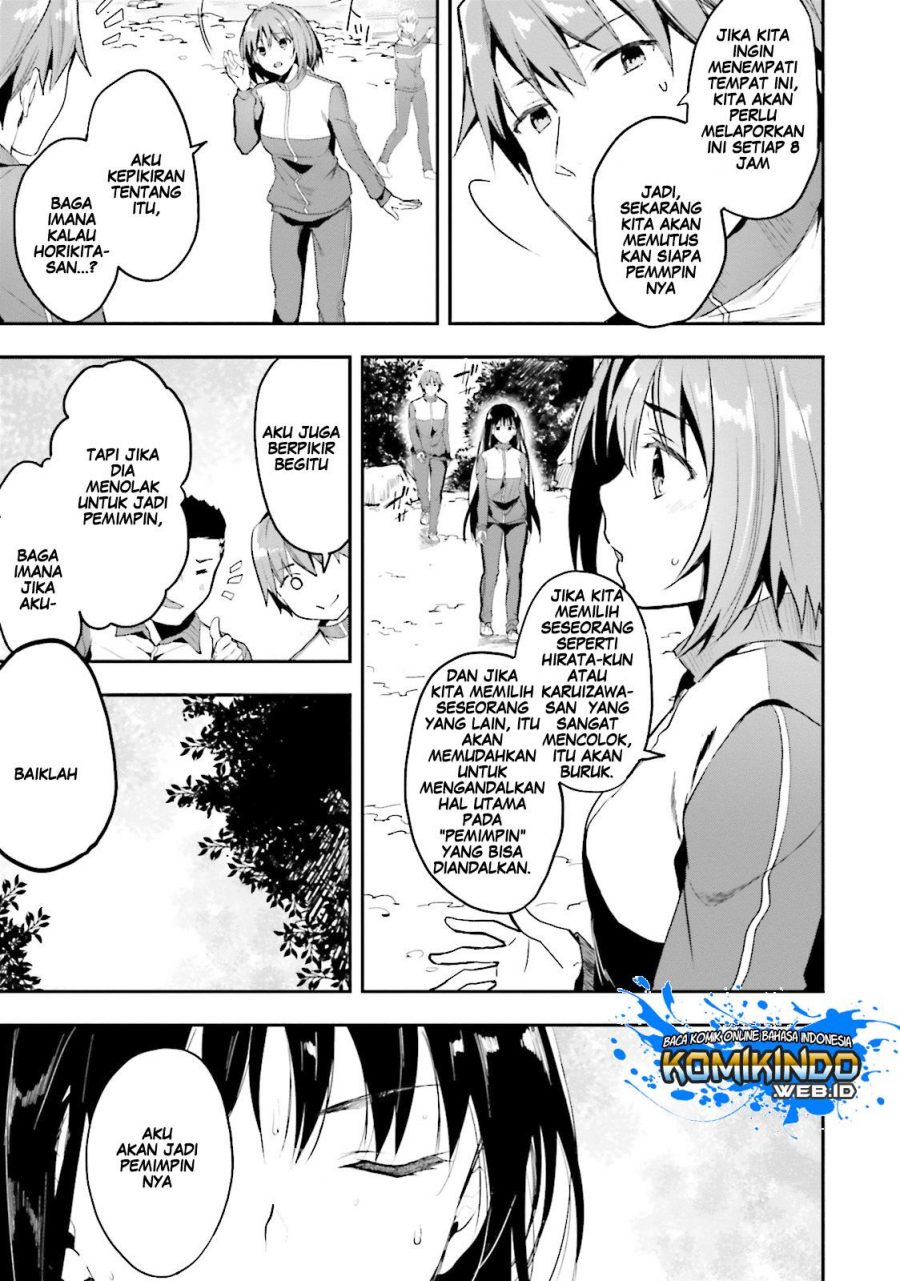 JIKA KITA
INGIN
MENEMPATI
TEMPAT INI,
KITA AKAN
PERLU
MELAPORKAN
INI SETIAP 8
JAM
JADI,
SEKARANG
KITA AKAN
MEMUTUS
KAN SIAPA
PEMMPIN
NYA
AKU
KEPIKIRAN
TENTANG
ITU,
BAGA
IMANA
KALAU
HORIKITA-
SAN...?
JIKA KITA
MEMILIH
SESEORANG
SEPERTI
HIRATA-KUN
ATAU
KARUIZAWA-
SAN YANG
SANGAT
MENCOLOK,
ITU AKAN
BURUK.
DAN JIKA
KITA MEMILIH
SESEORANG
YANG LAIN, ITU
AKAN
MEMUDAHKAN
UNTUK
MENGANDALKAN
HAL UTAMA
PADA
"PEMIMPIN"
YANG BISA
DIANDALKAN.
AKU JUGA
BERPIKIR
BEGITU
TAPI JIKA
DIA
MENOLAK
UNTUK JADI
PEMIMPIN,
BAGA
IMANA
JIKA
AKU-
BAIKLAH
BACA KOMIK ONLINE BAHASA INDONESIA
KOMIKINDO
WEB.ID
AKU
AKAN JADI
PEMIMPIN
NYA